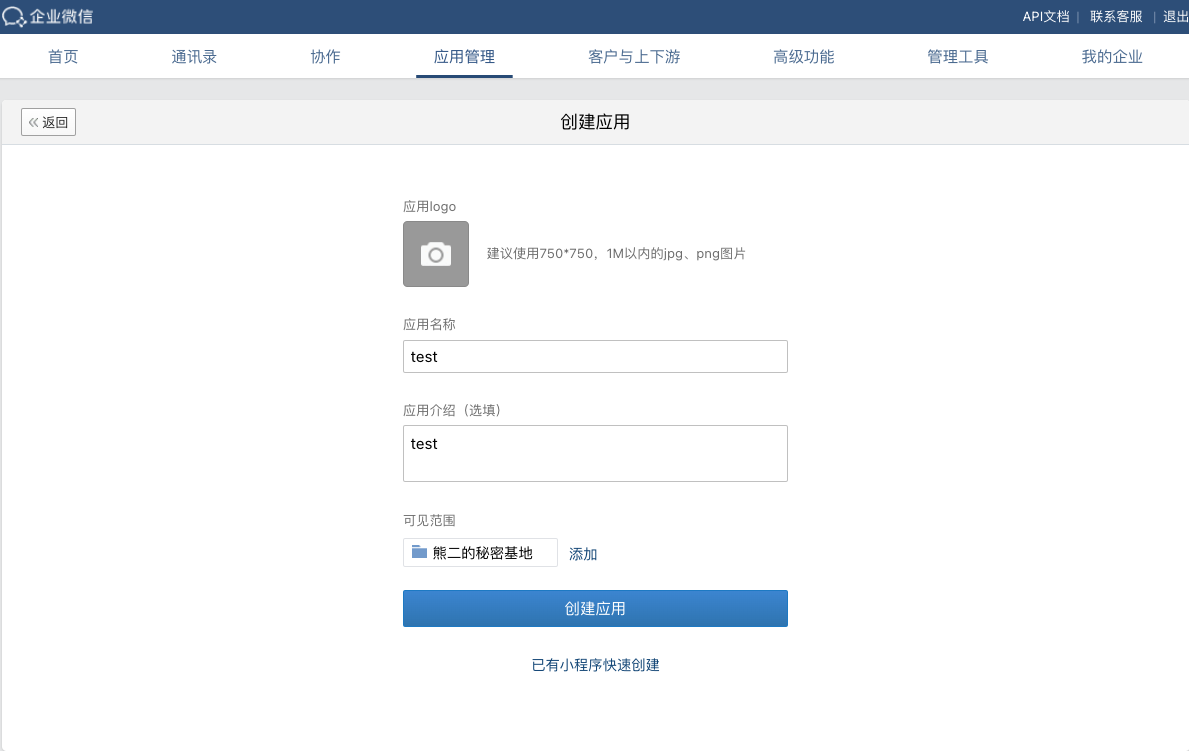 企业微信 API文档 | 联系客服 | 退出
首页 通讯录 协作 应用管理 客户与上下游 高级功能 管理工具 我的企业
« 返回 创建应用
应用logo
建议使用750*750，1M以内的jpg、png图片
应用名称
test
应用介绍（选填）
test
可见范围
熊二的秘密基地 添加
创建应用
已有小程序快速创建